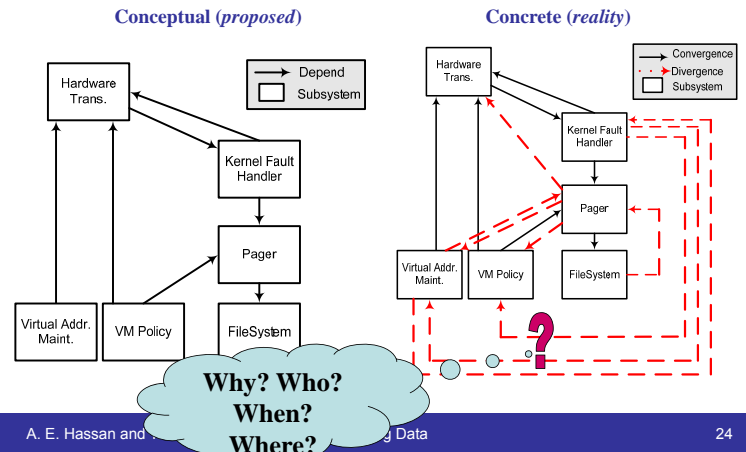 Conceptual (proposed)
Concrete (reality)
Hardware
Trans.
Depend
Subsystem
Kernel Fault
Handler
Pager
Virtual Addr.
Maint.
VM Policy
FileSystem
Hardware
Trans.
Convergence
Divergence
Subsystem
Kernel Fault
Handler
Pager
Virtual Addr.
Maint.
VM Policy
FileSystem
?
Why? Who?
When?
Where?
A. E. Hassan and
Data
24